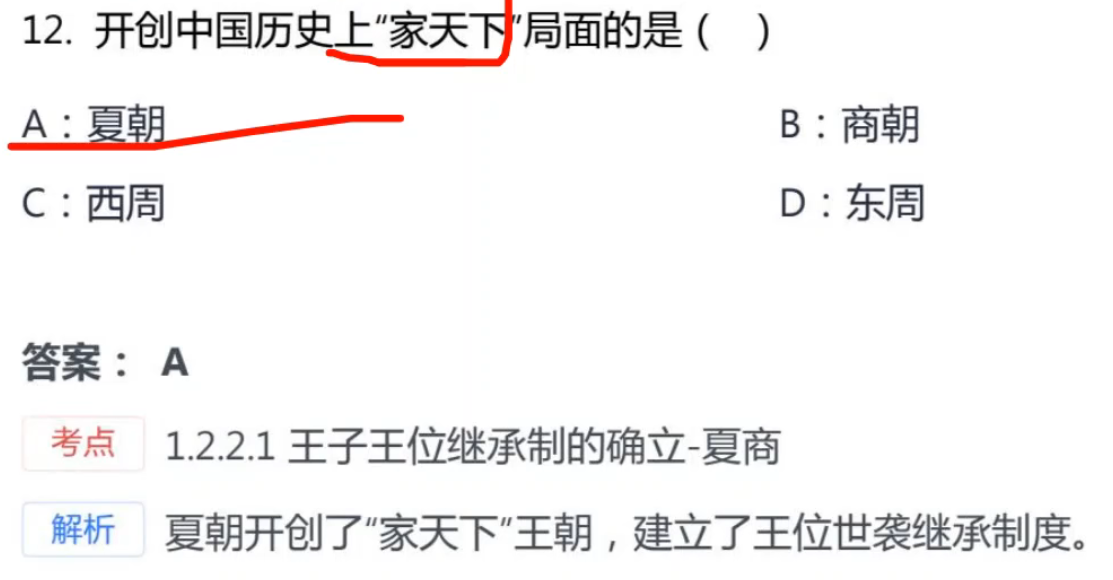 12. 开创中国历史上“家天下”局面的是（ ）
A：夏朝 B：商朝
C：西周 D：东周
答案： A
考点 1.2.2.1 王子王位继承制的确立-夏商
解析 夏朝开创了“家天下”王朝，建立了王位世袭继承制度。